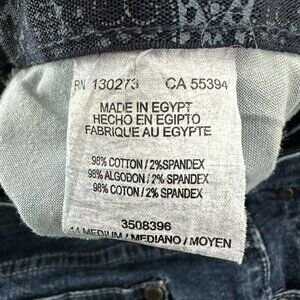 RN 130273 CA 55394
MADE IN EGYPT
HECHO EN EGIPTO
FABRIQUE AU EGYPTE
98% COTTON / 2% SPANDEX
98% ALGODON / 2% SPANDEX
98% COTON / 2% SPANDEX
3508396
14 MEDIUM / MEDIANO / MOYEN